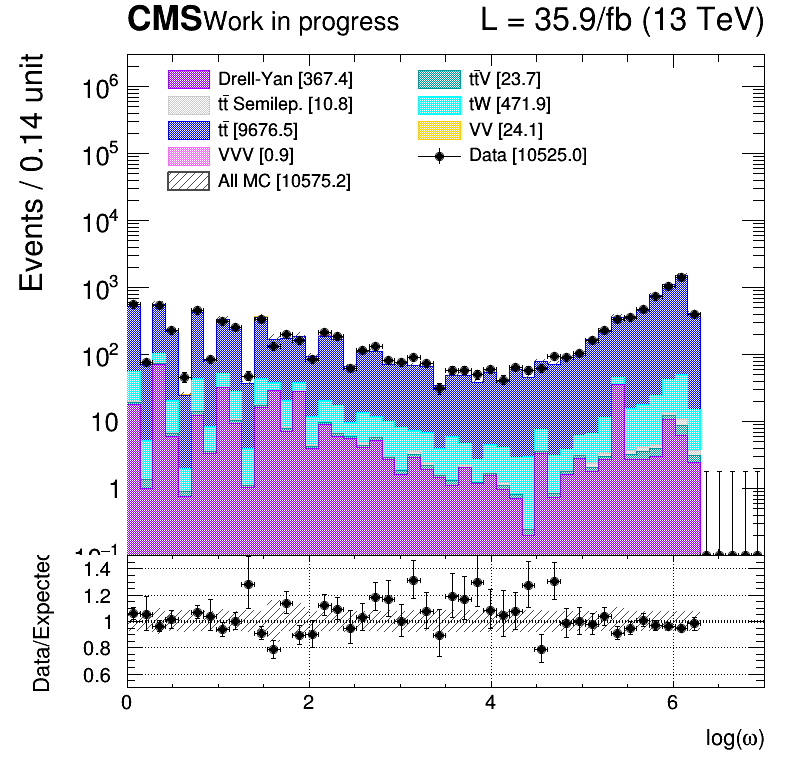 CMS Work in progress L = 35.9/fb (13 TeV)
Events / 0.14 unit
Drell-Yan [367.4] tt̄V [23.7]
tt̄ Semilep. [10.8] tW [471.9]
tt̄ [9676.5] VV [24.1]
VVV [0.9] Data [10525.0]
All MC [10575.2]
10⁶
10⁵
10⁴
10³
10²
10
1
10⁻¹
Data/Expected
1.4
1.2
1
0.8
0.6
0 2 4 6
log(ω)